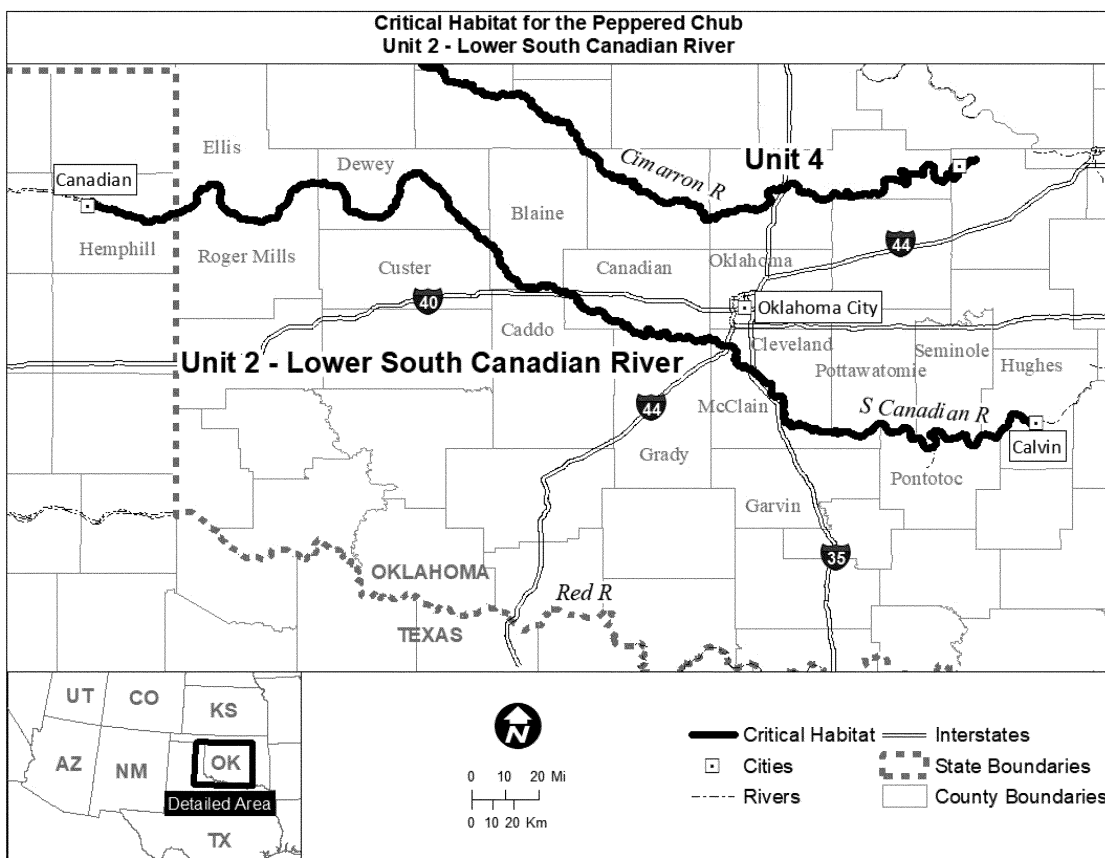 Critical Habitat for the Peppered Chub
Unit 2 - Lower South Canadian River
Ellis
Dewey
Cimarron R
Unit 4
Canadian
Blaine
Hemphill
Roger Mills
Custer
Canadian
Oklahoma
44
40
Oklahoma City
Caddo
Cleveland
Unit 2 - Lower South Canadian River
Seminole
Pottawatomie
Hughes
44
McClain
S Canadian R
Calvin
Grady
Pontotoc
Garvin
35
OKLAHOMA
Red R
TEXAS
UT
CO
KS
AZ
NM
OK
Detailed Area
TX
N
0 10 20 Mi
0 10 20 Km
Critical Habitat
Interstates
Cities
State Boundaries
Rivers
County Boundaries